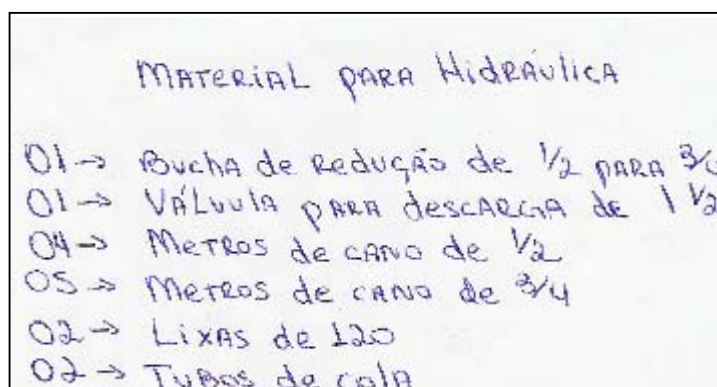 Material para Hidráulica
01→ Bucha de Redução de 1/2 para 3/4
01→ Válvula para descarga de 1 1/2
04→ Metros de cano de 1/2
05→ Metros de cano de 3/4
02→ Lixas de 120
02→ Tubos de cola